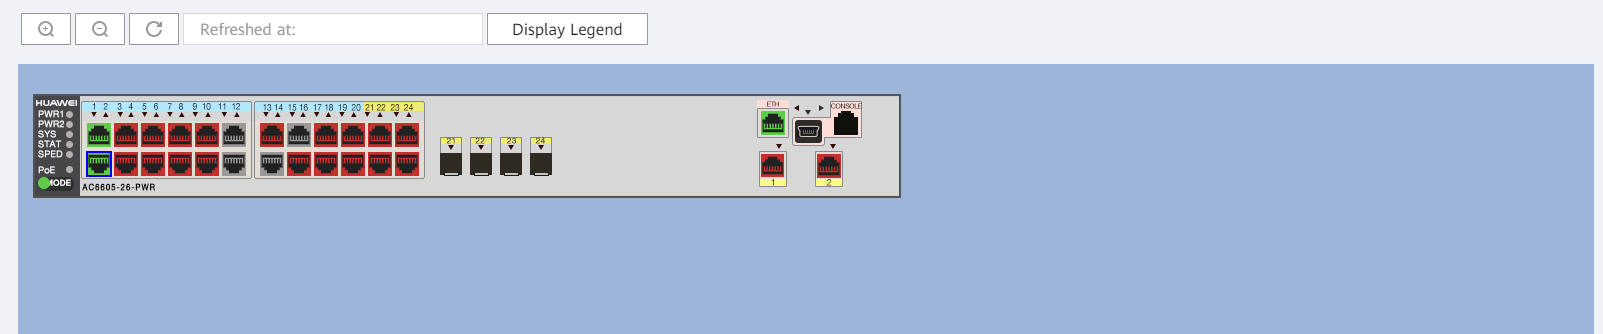 Refreshed at:
Display Legend
HUAWEI
PWR1
PWR2
SYS
STAT
SPED
PoE
MODE
1 2 3 4 5 6 7 8 9 10 11 12
13 14 15 16 17 18 19 20 21 22 23 24
AC6605-26-PWR
21 22 23 24
ETH
CONSOLE
1 2